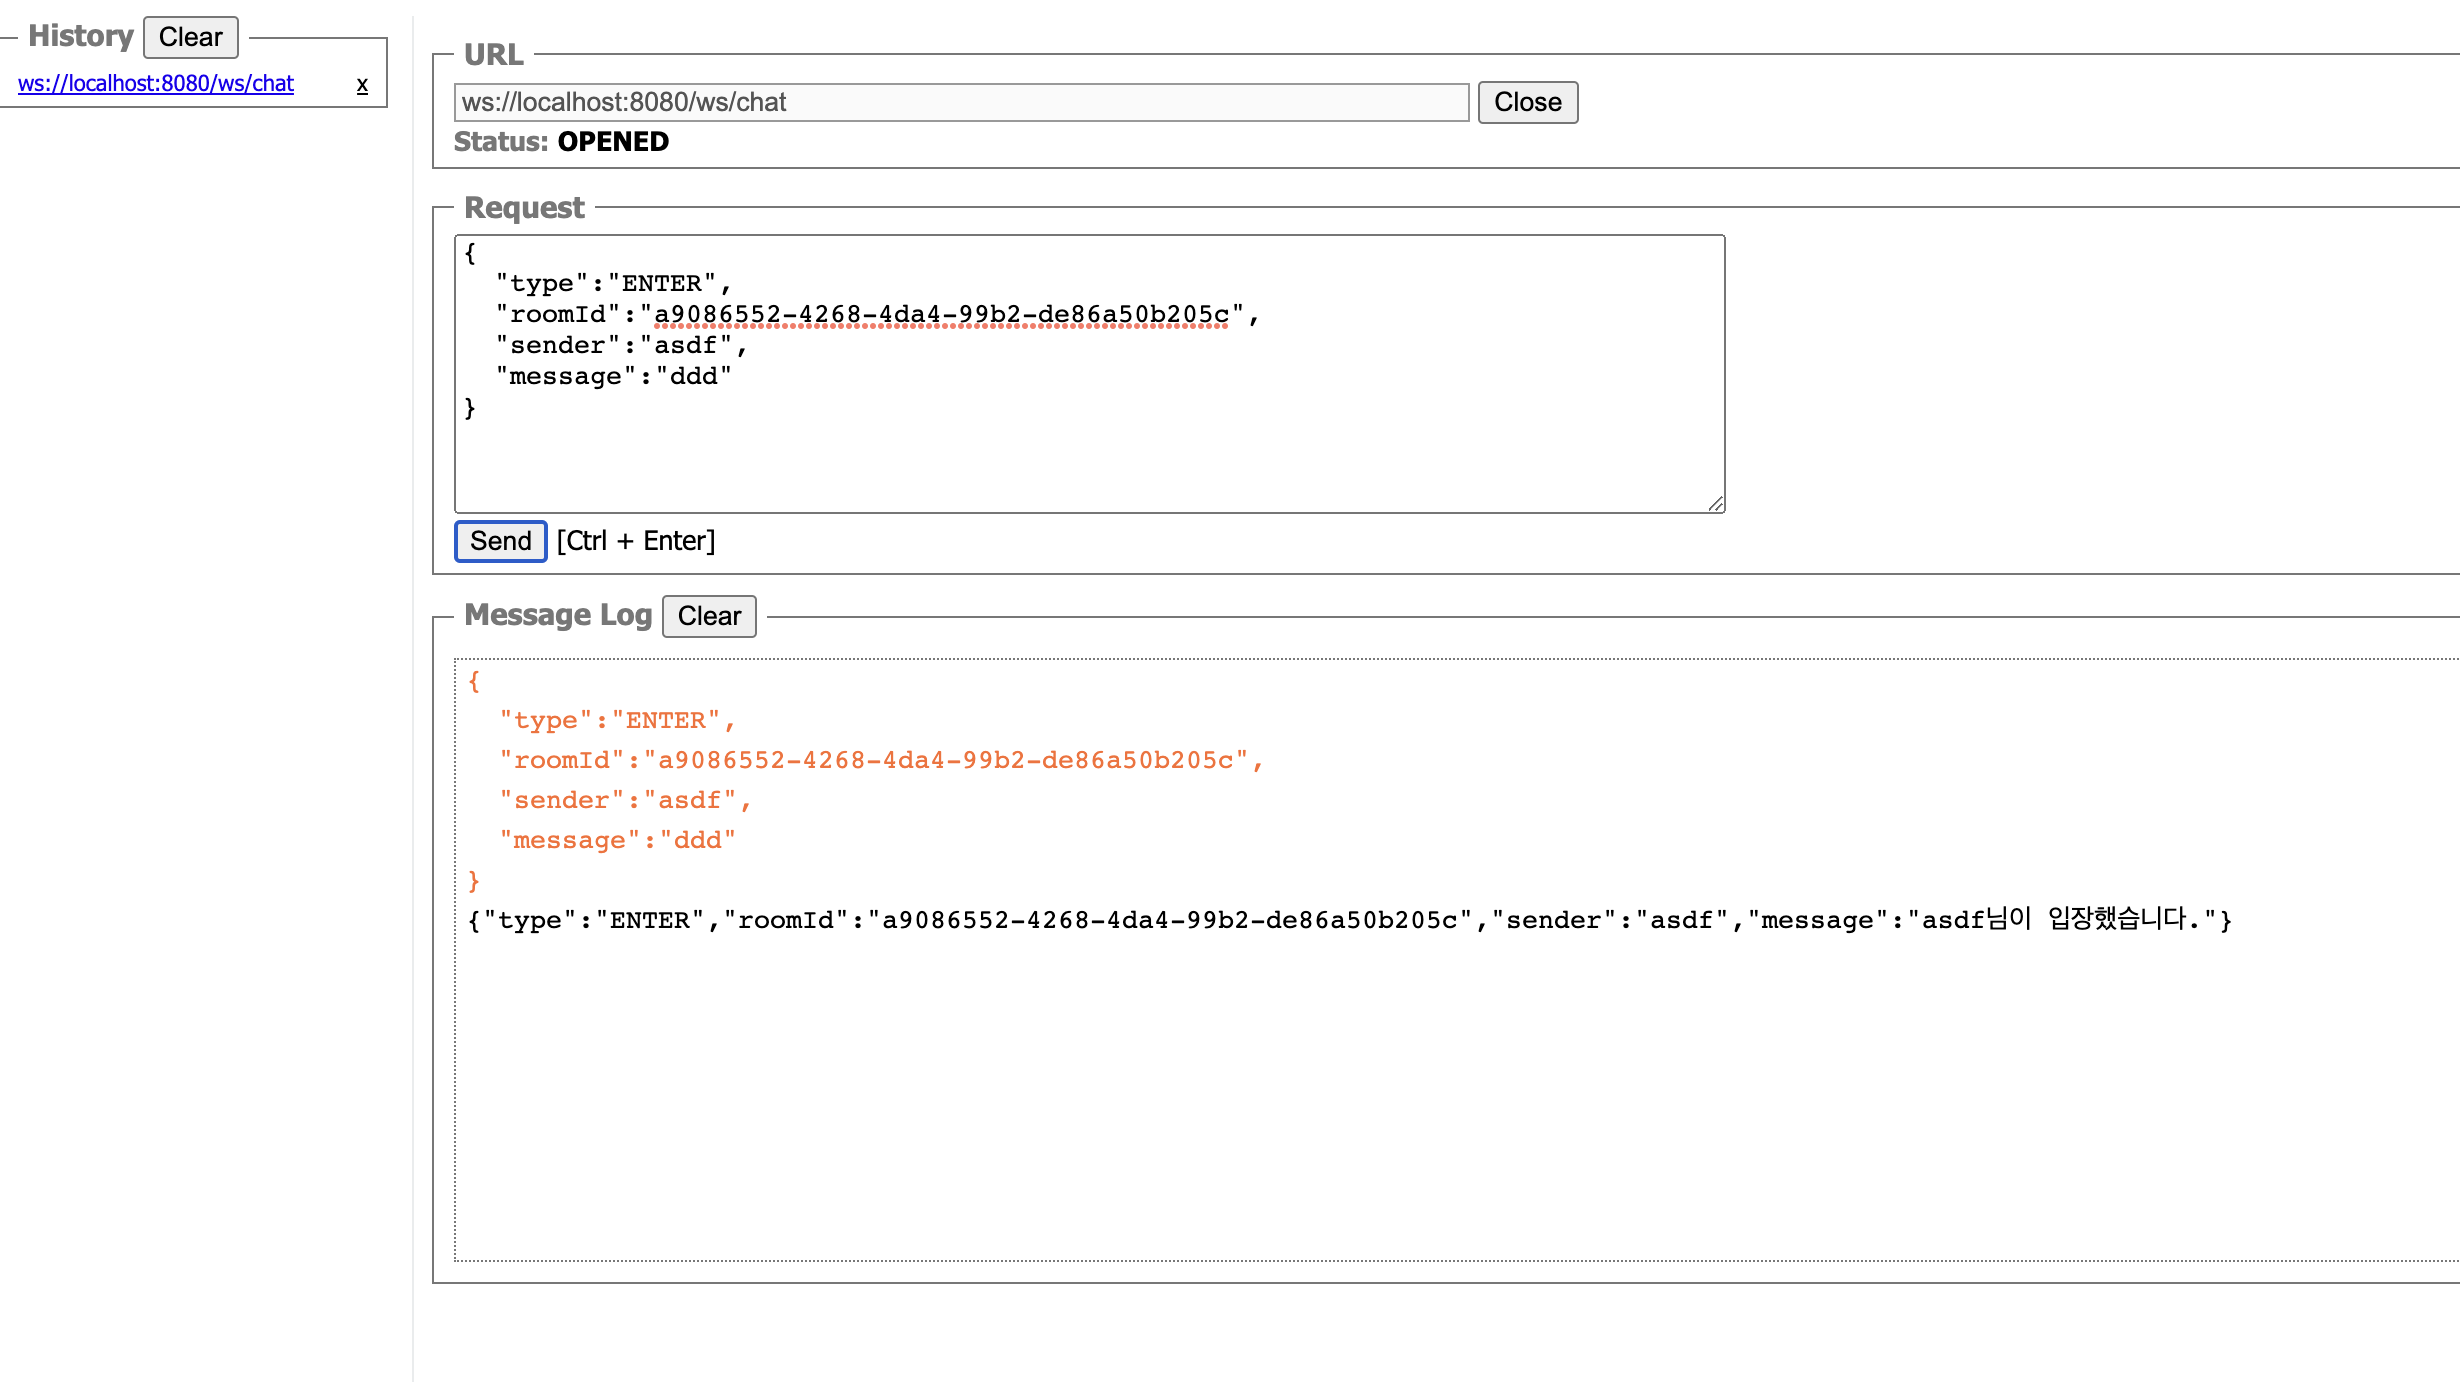 History Clear
ws://localhost:8080/ws/chat x
URL
ws://localhost:8080/ws/chat Close
Status: OPENED
Request
{
"type":"ENTER",
"roomId":"a9086552-4268-4da4-99b2-de86a50b205c",
"sender":"asdf",
"message":"ddd"
}
Send [Ctrl + Enter]
Message Log Clear
{
"type":"ENTER",
"roomId":"a9086552-4268-4da4-99b2-de86a50b205c",
"sender":"asdf",
"message":"ddd"
}
{"type":"ENTER","roomId":"a9086552-4268-4da4-99b2-de86a50b205c","sender":"asdf","message":"asdf님이 입장했습니다."}